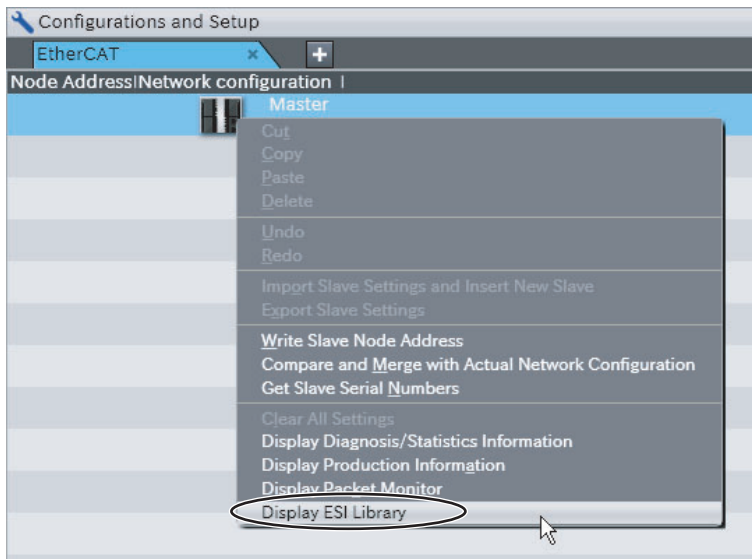 Configurations and Setup
EtherCAT
Node Address|Network configuration |
Master
Cut
Copy
Paste
Delete
Undo
Redo
Import Slave Settings and Insert New Slave
Export Slave Settings
Write Slave Node Address
Compare and Merge with Actual Network Configuration
Get Slave Serial Numbers
Clear All Settings
Display Diagnosis/Statistics Information
Display Production Information
Display Packet Monitor
Display ESI Library